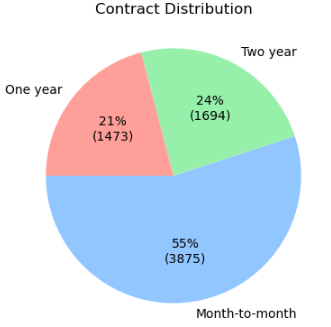 Contract Distribution
Two year
One year
24%
(1694)
21%
(1473)
55%
(3875)
Month-to-month